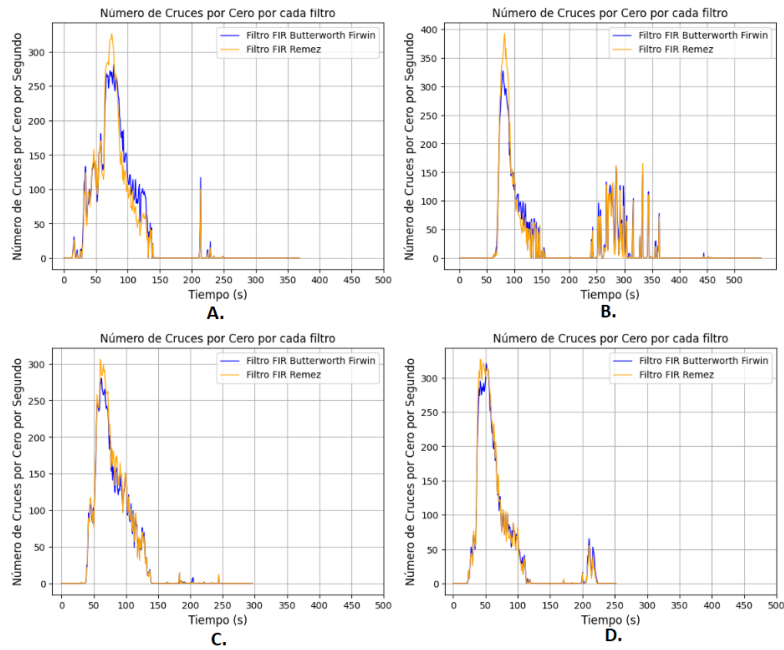 Número de Cruces por Cero por cada filtro
Número de Cruces por Cero por Segundo
300
250
200
150
100
50
0
Filtro FIR Butterworth Firwin
Filtro FIR Remez
0 50 100 150 200 250 300 350 400 450 500
Tiempo (s)
A.
Número de Cruces por Cero por cada filtro
Número de Cruces por Cero por Segundo
400
350
300
250
200
150
100
50
0
Filtro FIR Butterworth Firwin
Filtro FIR Remez
0 50 100 150 200 250 300 350 400 450 500
Tiempo (s)
B.
Número de Cruces por Cero por cada filtro
Número de Cruces por Cero por Segundo
300
250
200
150
100
50
0
Filtro FIR Butterworth Firwin
Filtro FIR Remez
0 50 100 150 200 250 300 350 400 450 500
Tiempo (s)
C.
Número de Cruces por Cero por cada filtro
Número de Cruces por Cero por Segundo
300
250
200
150
100
50
0
Filtro FIR Butterworth Firwin
Filtro FIR Remez
0 50 100 150 200 250 300 350 400 450 500
Tiempo (s)
D.